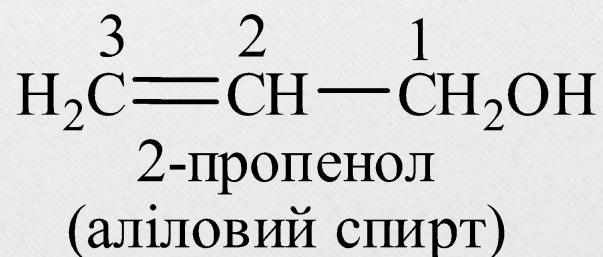 3 2 1
H₂C=CH—CH₂OH
2-пропенол
(аліловий спирт)